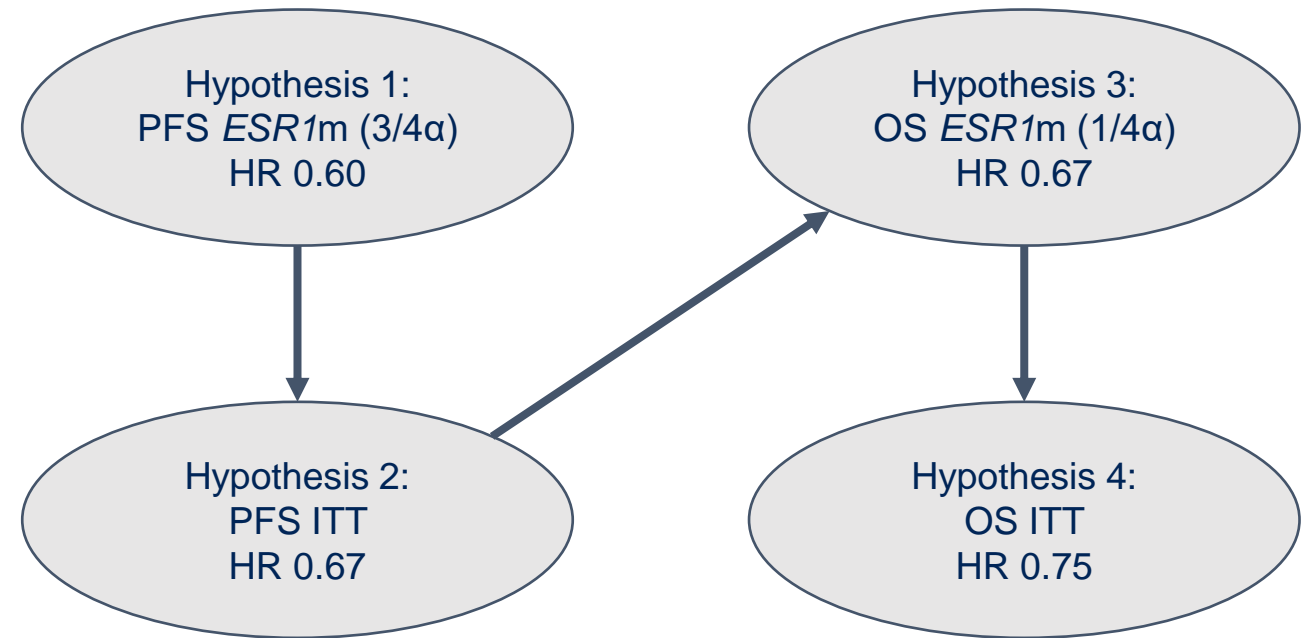 Hypothesis 1:
PFS ESR1m (3/4α)
HR 0.60
Hypothesis 3:
OS ESR1m (1/4α)
HR 0.67
Hypothesis 2:
PFS ITT
HR 0.67
Hypothesis 4:
OS ITT
HR 0.75